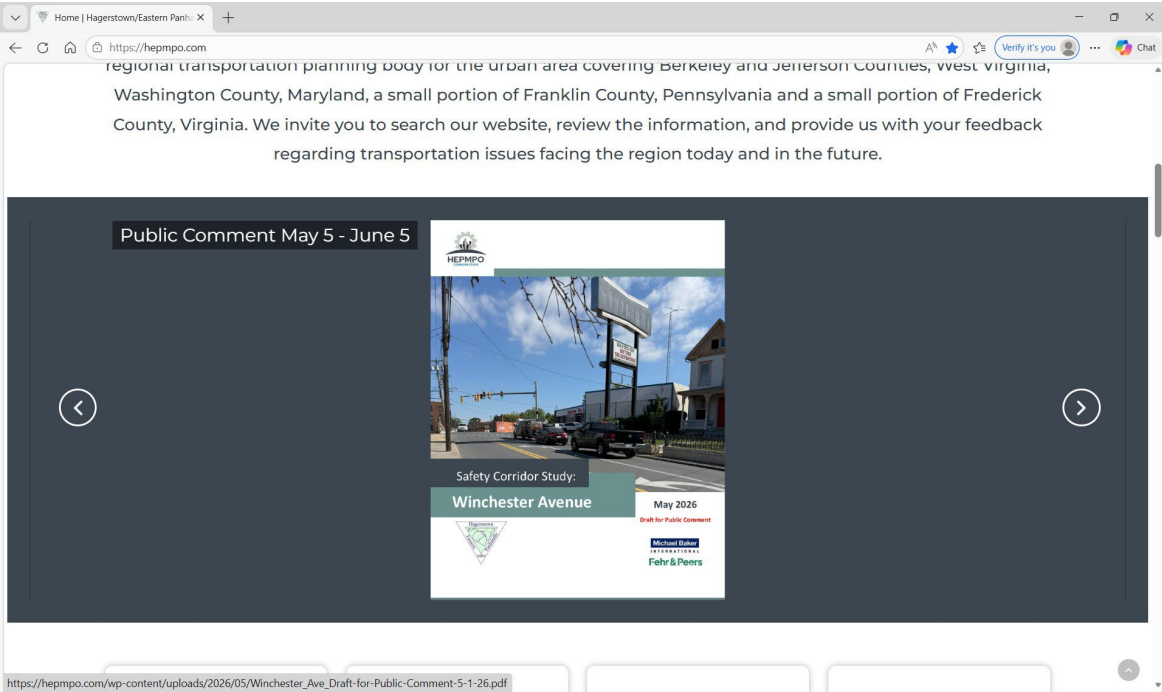 Home | Hagerstown/Eastern Panha
https://hepmpo.com
Verify it's you
Chat
regional transportation planning body for the urban area covering Berkeley and Jefferson Counties, West Virginia,
Washington County, Maryland, a small portion of Franklin County, Pennsylvania and a small portion of Frederick
County, Virginia. We invite you to search our website, review the information, and provide us with your feedback
regarding transportation issues facing the region today and in the future.
Public Comment May 5 - June 5
HEPMPO
Safety Corridor Study:
Winchester Avenue
May 2026
Draft for Public Comment
Hagerstown
Michael Baker
INTERNATIONAL
Fehr & Peers
https://hepmpo.com/wp-content/uploads/2026/05/Winchester_Ave_Draft-for-Public-Comment-5-1-26.pdf